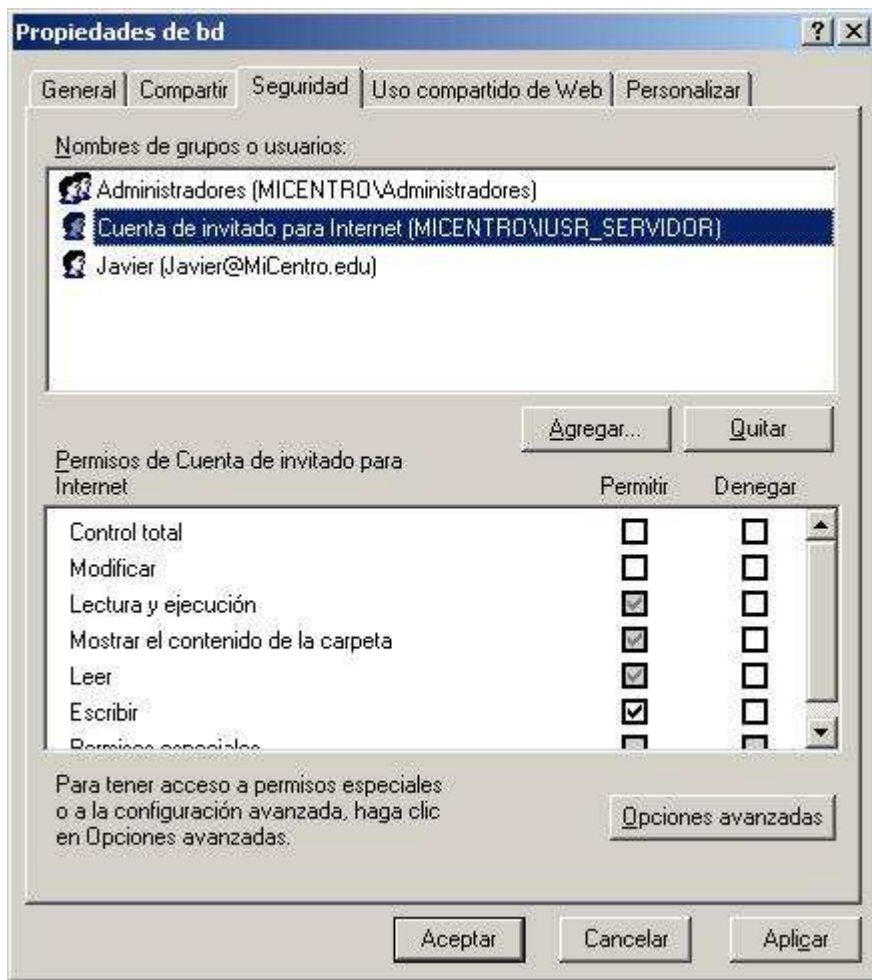 Propiedades de bd
General Compartir Seguridad Uso compartido de Web Personalizar
Nombres de grupos o usuarios:
Administradores (MICENTRO\Administradores)
Cuenta de invitado para Internet (MICENTRO\IUSR_SERVIDOR)
Javier (Javier@MiCentro.edu)
Agregar... Quitar
Permisos de Cuenta de invitado para
Internet Permitir Denegar
Control total
Modificar
Lectura y ejecución
Mostrar el contenido de la carpeta
Leer
Escribir
Permisos especiales
Para tener acceso a permisos especiales
o a la configuración avanzada, haga clic
en Opciones avanzadas.
Opciones avanzadas
Aceptar Cancelar Aplicar